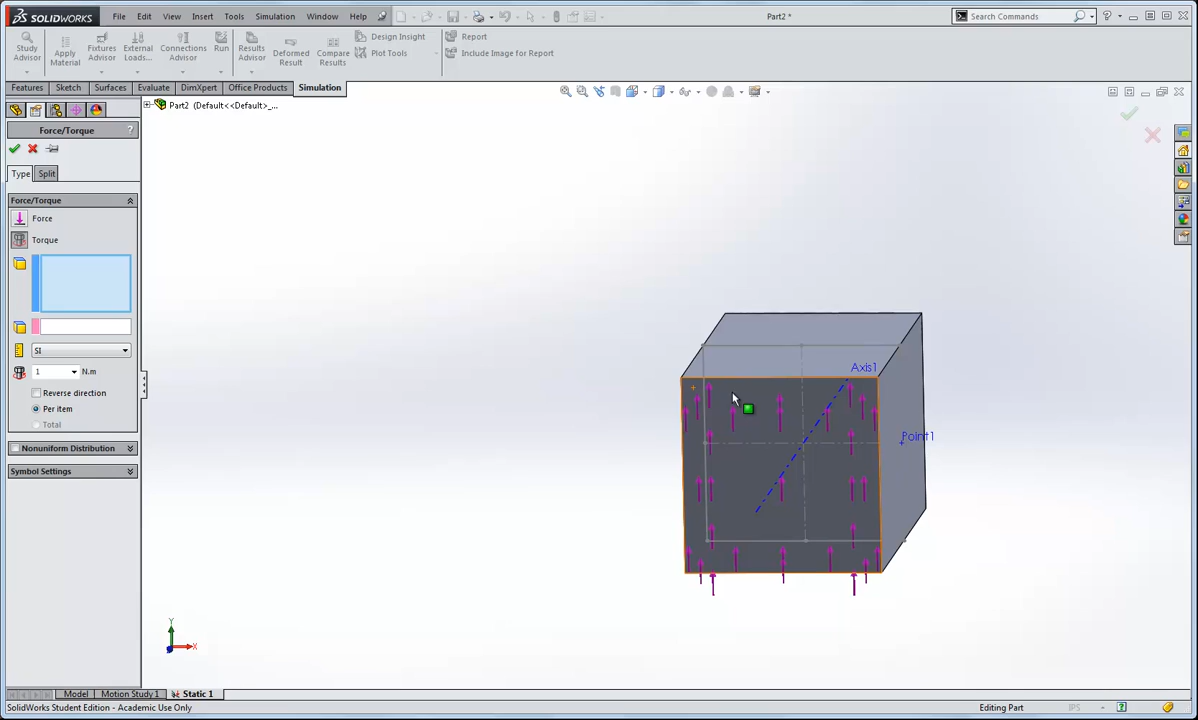 SOLIDWORKS File Edit View Insert Tools Simulation Window Help Part2 * Search Commands ?
Study Advisor Apply Material Fixtures Advisor External Loads... Connections Advisor Run Results Advisor Deformed Result Compare Results Design Insight Plot Tools Report Include Image for Report
Features Sketch Surfaces Evaluate DimXpert Office Products Simulation
Part2 (Default<<Default>_...
Force/Torque ?
Type Split
Force/Torque
Force
Torque
SI
1 N.m
Reverse direction
Per item
Total
Nonuniform Distribution
Symbol Settings
Axis1
Point1
Y
X
Model Motion Study 1 Static 1
SolidWorks Student Edition - Academic Use Only Editing Part IPS ?